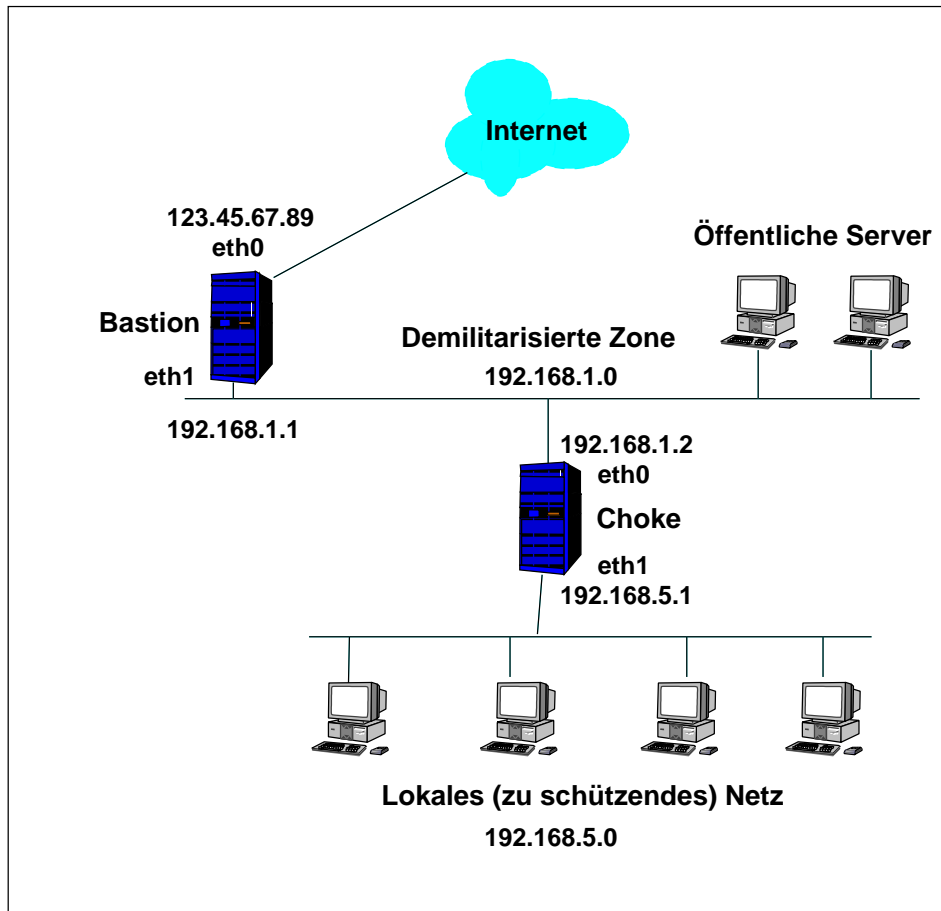 Internet
123.45.67.89
eth0
Öffentliche Server
Bastion
Demilitarisierte Zone
eth1
192.168.1.0
192.168.1.1
192.168.1.2
eth0
Choke
eth1
192.168.5.1
Lokales (zu schützendes) Netz
192.168.5.0